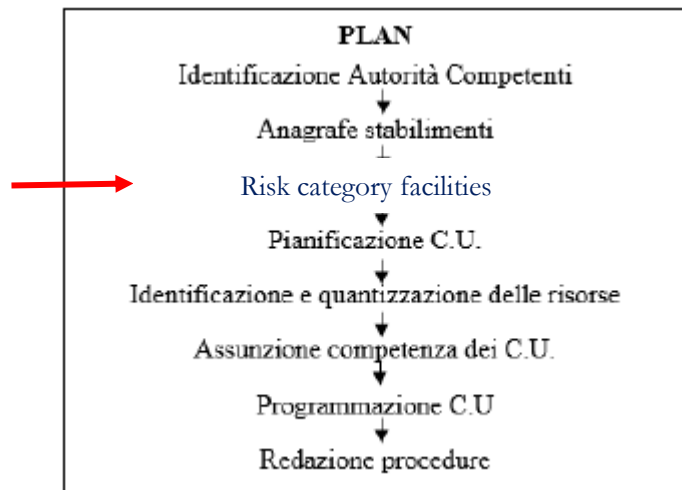 PLAN
Identificazione Autorità Competenti
Anagrafe stabilimenti
Risk category facilities
Pianificazione C.U.
Identificazione e quantizzazione delle risorse
Assunzione competenza dei C.U.
Programmazione C.U
Redazione procedure